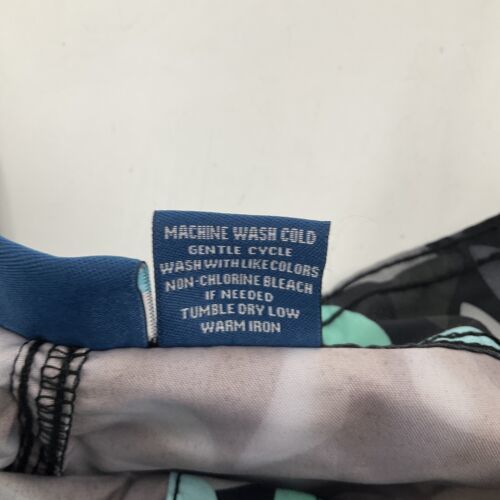 MACHINE WASH COLD
GENTLE CYCLE
WASH WITH LIKE COLORS
NON-CHLORINE BLEACH
IF NEEDED
TUMBLE DRY LOW
WARM IRON